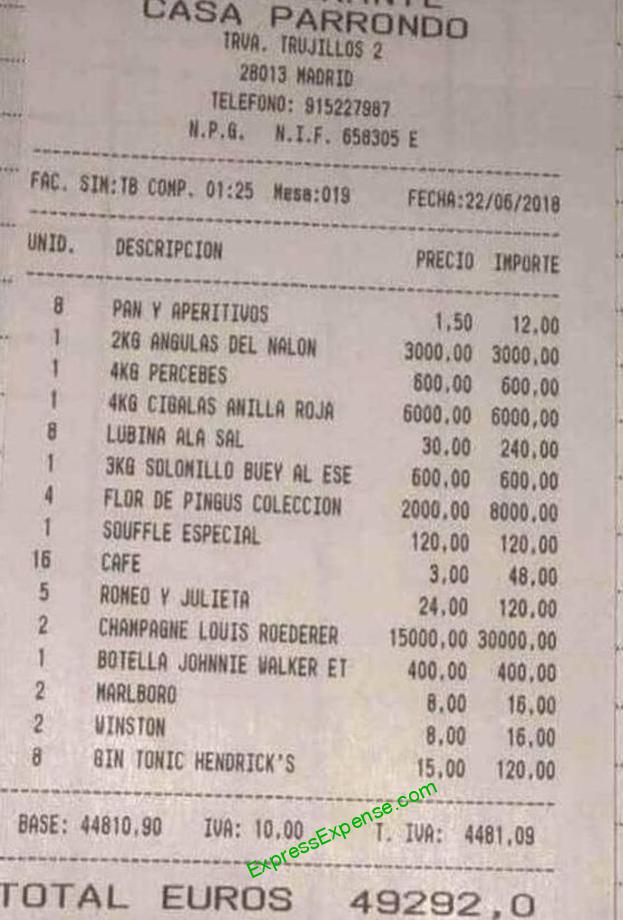 CASA PARRONDO
TRVA. TRUJILLOS 2
28013 MADRID
TELEFONO: 915227987
N.P.G. N.I.F. 658305 E
FAC. SIM:TB COMP. 01:25 Mesa:019 FECHA:22/06/2018
UNID. DESCRIPCION PRECIO IMPORTE
8 PAN Y APERITIVOS 1,50 12,00
1 2KG ANGULAS DEL NALON 3000,00 3000,00
1 4KG PERCEBES 600,00 600,00
1 4KG CIGALAS ANILLA ROJA 6000,00 6000,00
8 LUBINA ALA SAL 30,00 240,00
1 3KG SOLOMILLO BUEY AL ESE 600,00 600,00
4 FLOR DE PINGUS COLECCION 2000,00 8000,00
1 SOUFFLE ESPECIAL 120,00 120,00
16 CAFE 3,00 48,00
5 ROMEO Y JULIETA 24,00 120,00
2 CHAMPAGNE LOUIS ROEDERER 15000,00 30000,00
1 BOTELLA JOHNNIE WALKER ET 400,00 400,00
2 MARLBORO 8,00 16,00
2 WINSTON 8,00 16,00
8 GIN TONIC HENDRICK'S 15,00 120,00
ExpressExpense.com
BASE: 44810,90 IVA: 10,00 T. IVA: 4481,09
TOTAL EUROS 49292,0